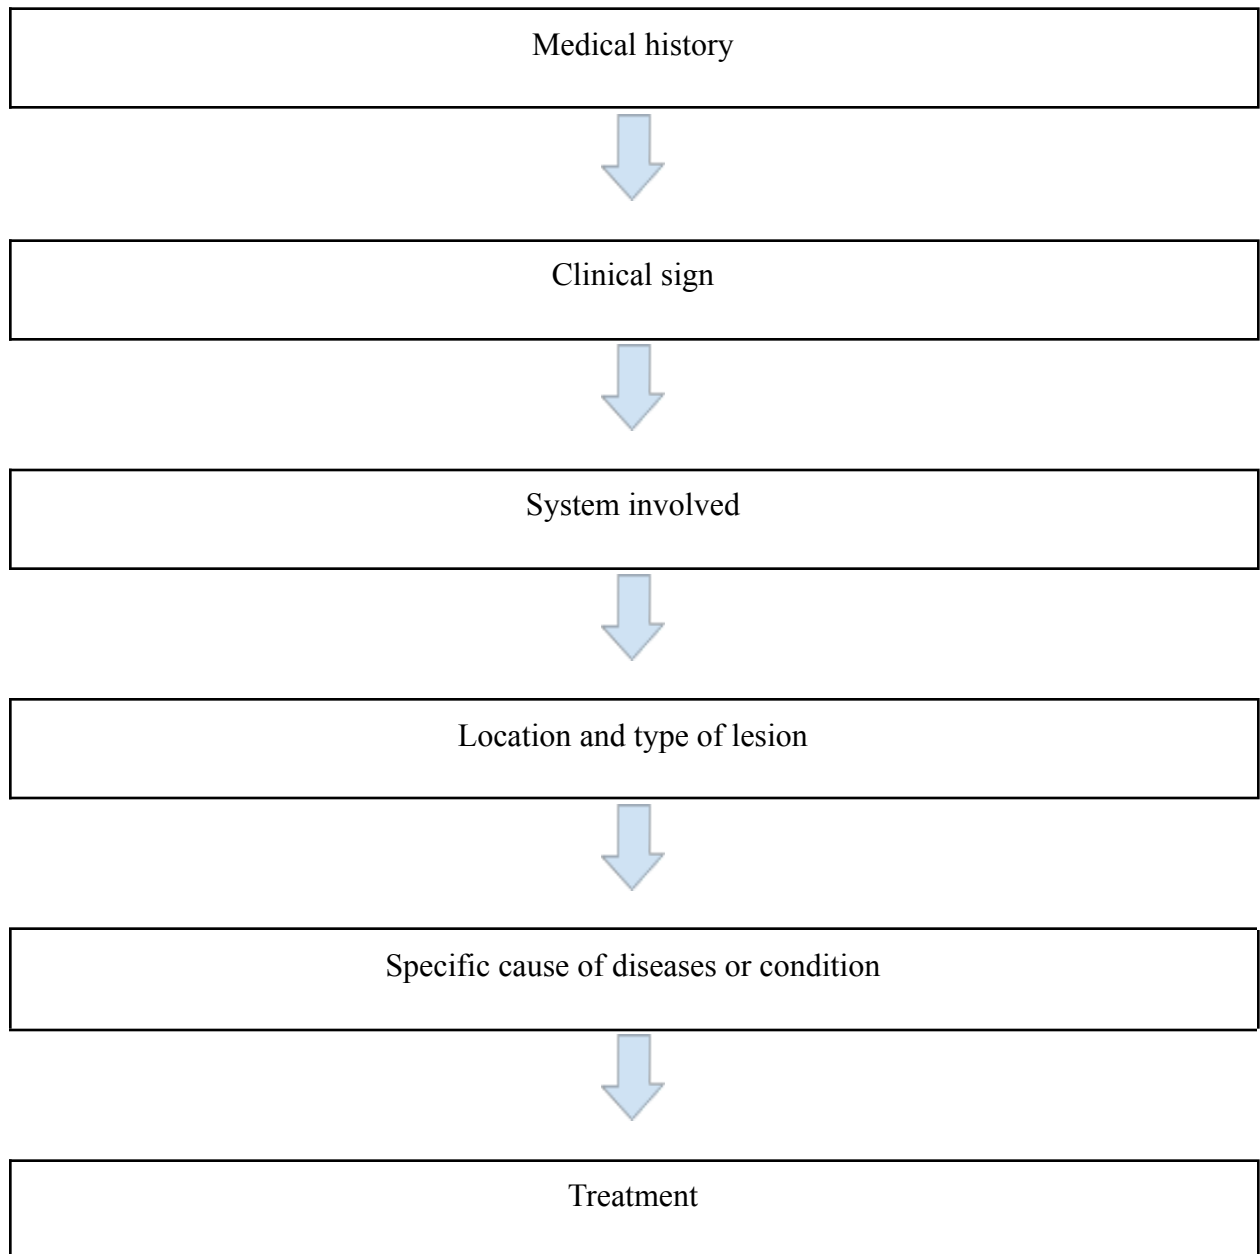 Medical history
Clinical sign
System involved
Location and type of lesion
Specific cause of diseases or condition
Treatment